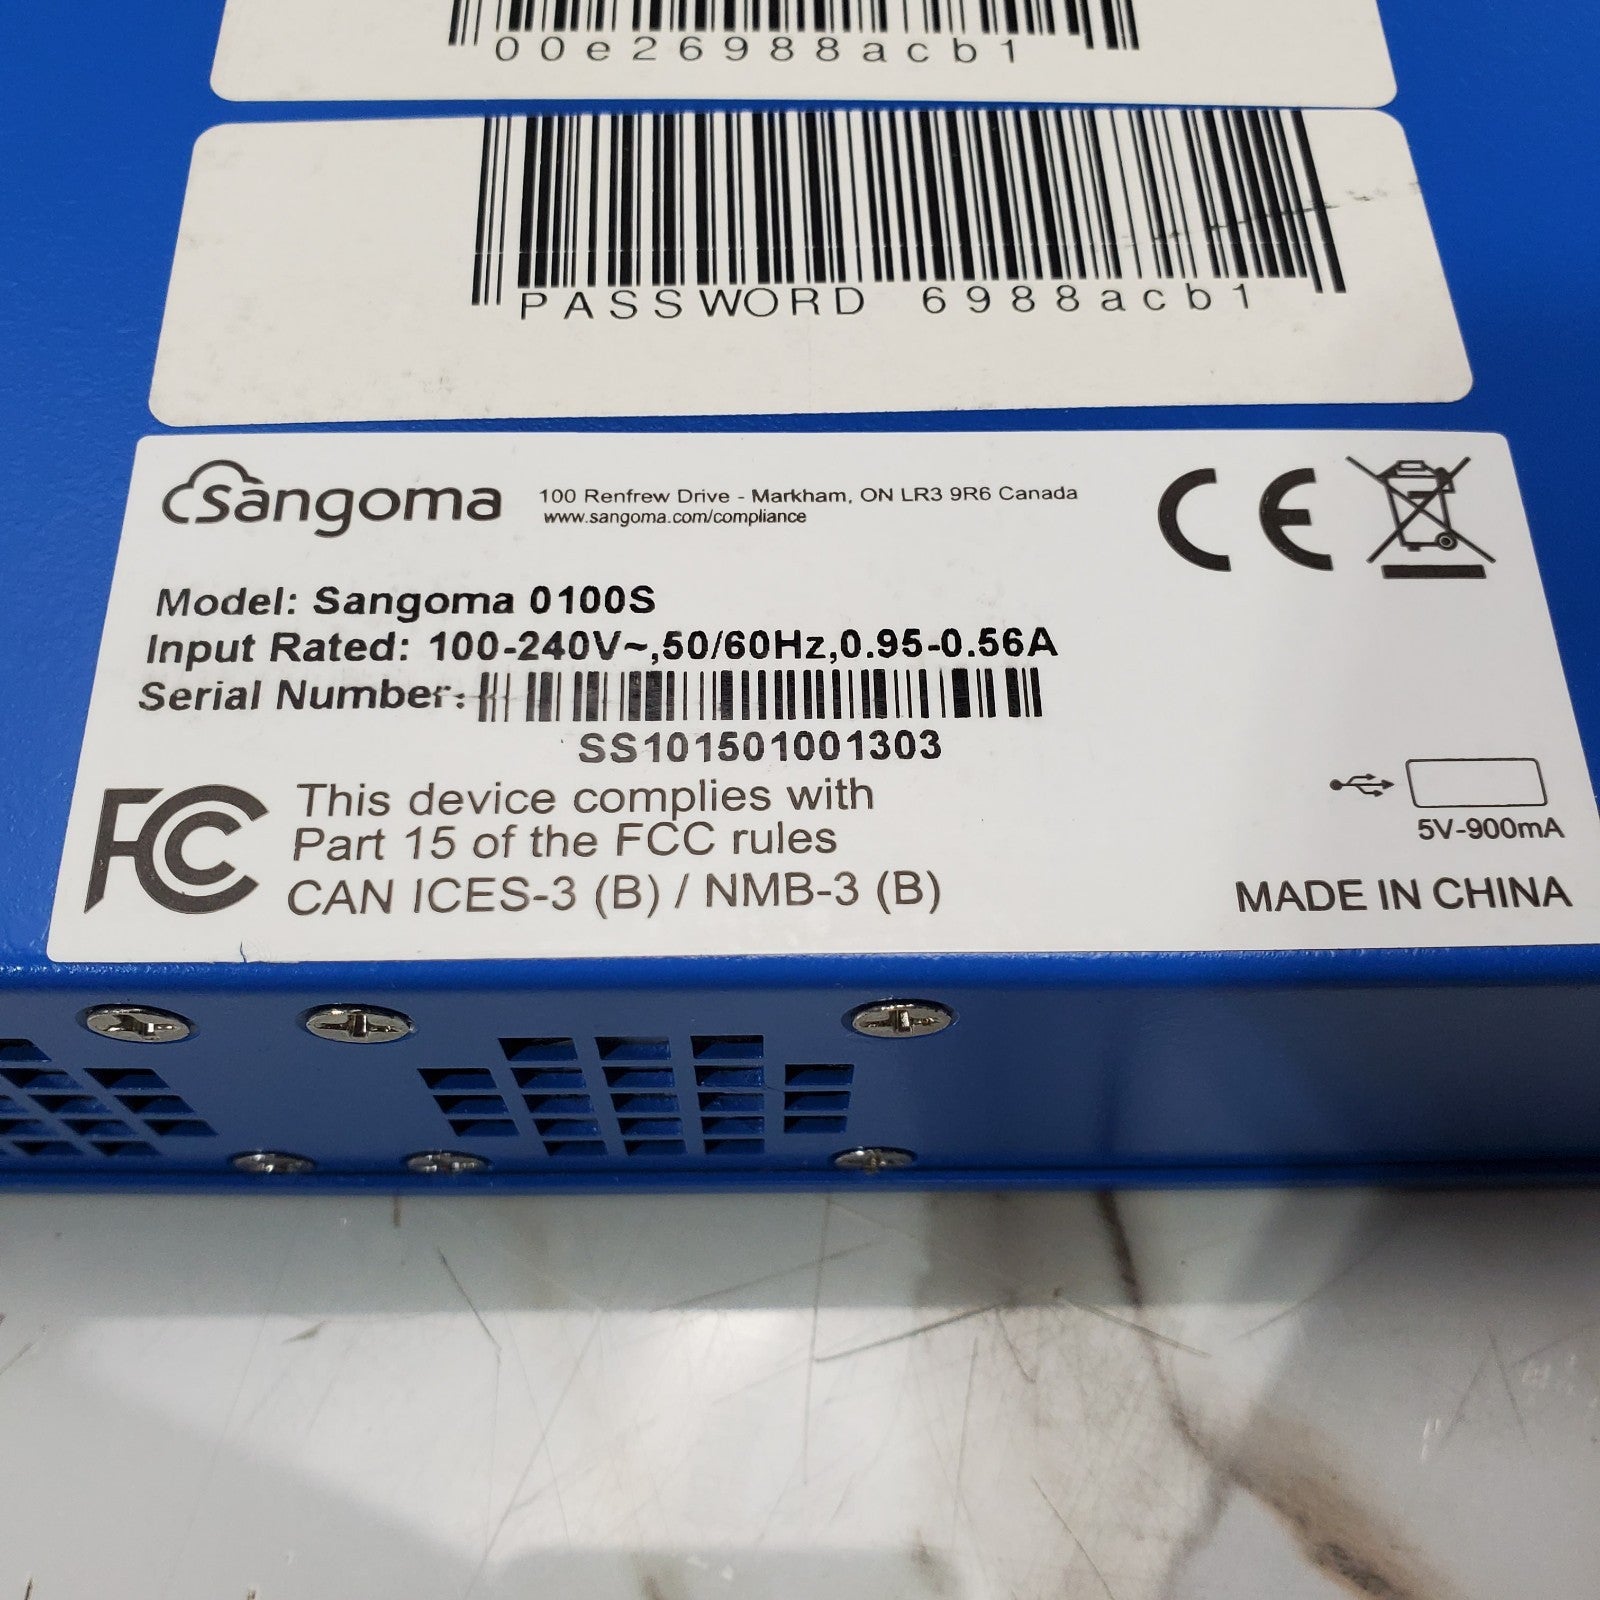 00e26988acb1
PASSWORD 6988acb1
Sangoma 100 Renfrew Drive - Markham, ON LR3 9R6 Canada
www.sangoma.com/compliance
CE
Model: Sangoma 0100S
Input Rated: 100-240V~,50/60Hz,0.95-0.56A
Serial Number:
SS101501001303
FC This device complies with
Part 15 of the FCC rules
CAN ICES-3 (B) / NMB-3 (B)
5V-900mA
MADE IN CHINA